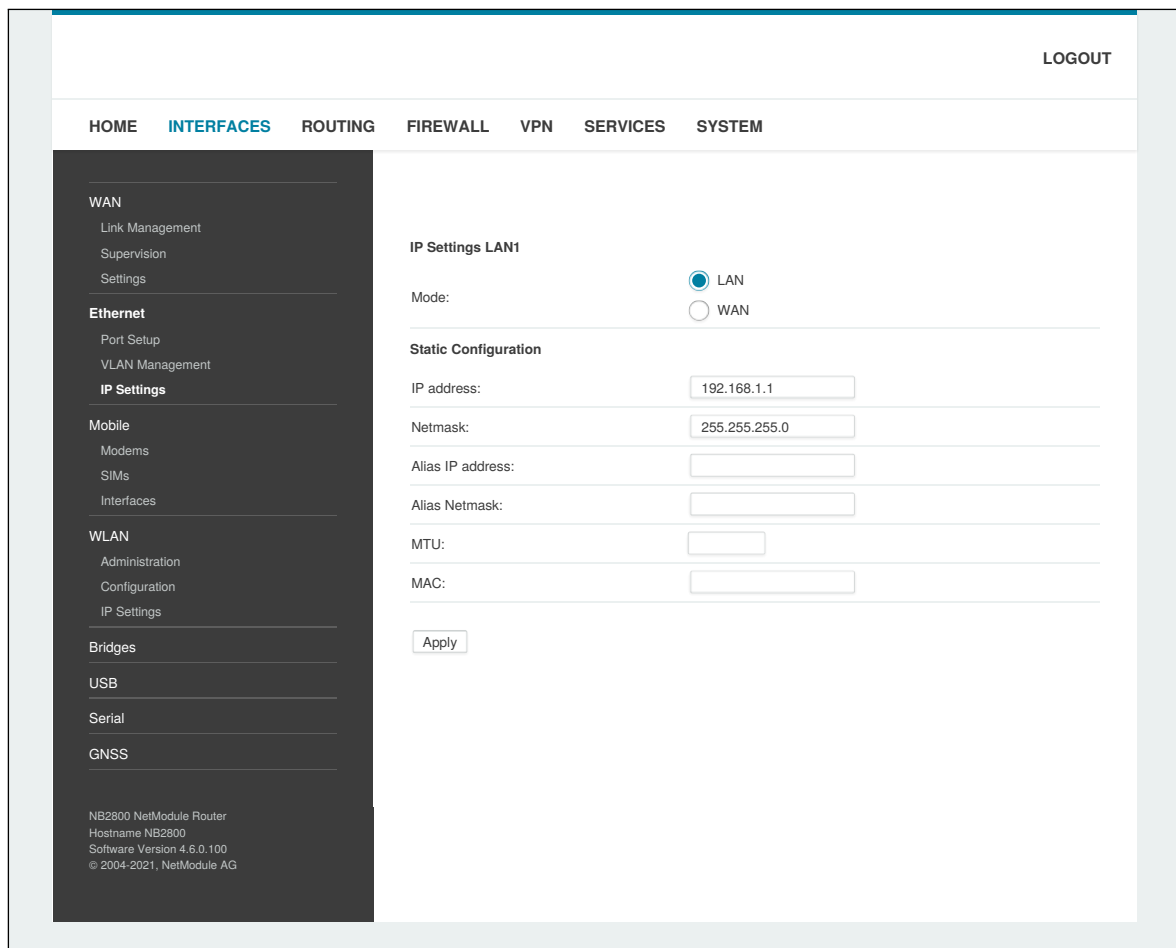 LOGOUT
HOME INTERFACES ROUTING FIREWALL VPN SERVICES SYSTEM
WAN
Link Management
Supervision
Settings
Ethernet
Port Setup
VLAN Management
IP Settings
Mobile
Modems
SIMs
Interfaces
WLAN
Administration
Configuration
IP Settings
Bridges
USB
Serial
GNSS
NB2800 NetModule Router
Hostname NB2800
Software Version 4.6.0.100
© 2004-2021, NetModule AG
IP Settings LAN1
Mode:
LAN
WAN
Static Configuration
IP address: 192.168.1.1
Netmask: 255.255.255.0
Alias IP address:
Alias Netmask:
MTU:
MAC:
Apply